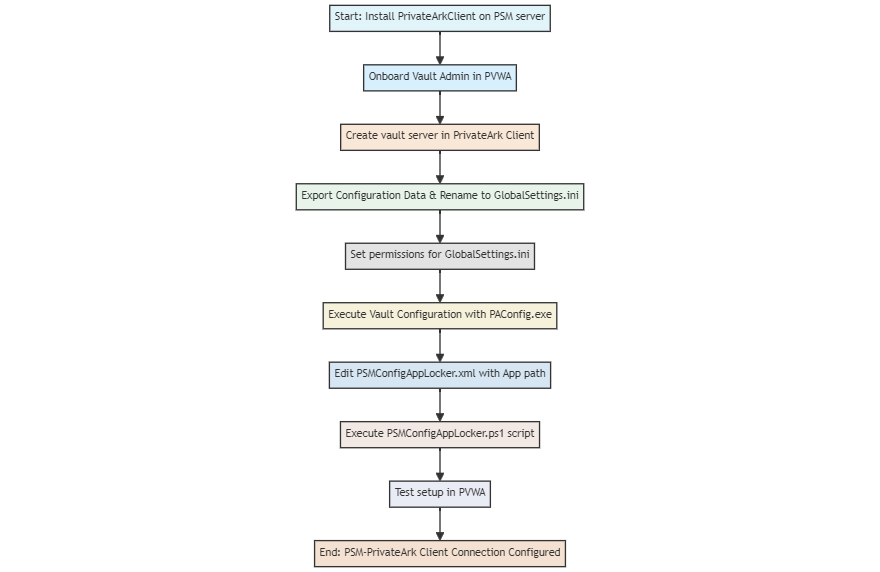 Start: Install PrivateArkClient on PSM server
Onboard Vault Admin in PVWA
Create vault server in PrivateArk Client
Export Configuration Data & Rename to GlobalSettings.ini
Set permissions for GlobalSettings.ini
Execute Vault Configuration with PAConfig.exe
Edit PSMConfigAppLocker.xml with App path
Execute PSMConfigAppLocker.ps1 script
Test setup in PVWA
End: PSM-PrivateArk Client Connection Configured